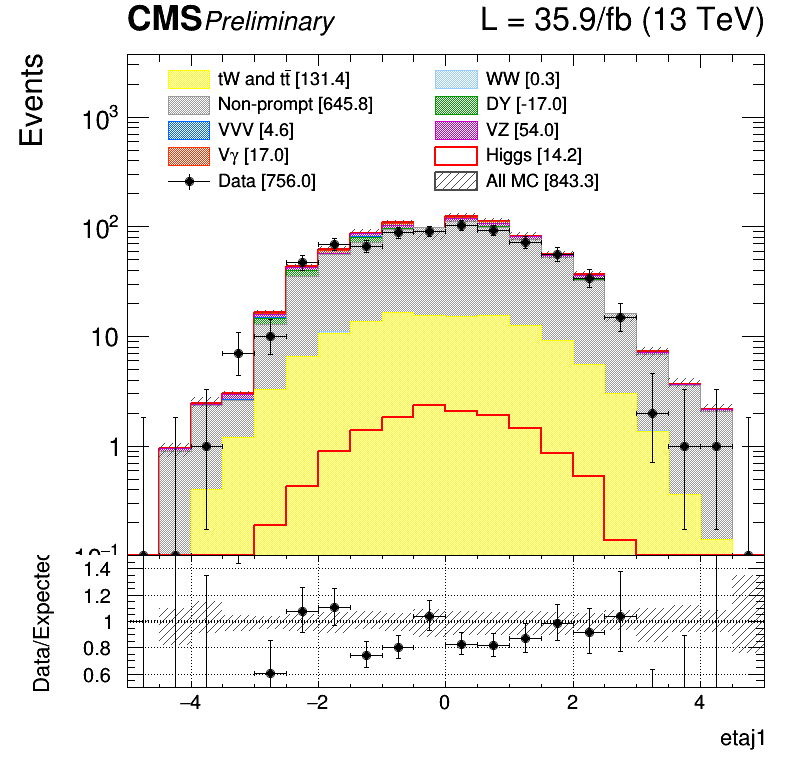 CMS Preliminary L = 35.9/fb (13 TeV)
Events
tW and tt̄ [131.4] WW [0.3]
Non-prompt [645.8] DY [-17.0]
VVV [4.6] VZ [54.0]
Vγ [17.0] Higgs [14.2]
Data [756.0] All MC [843.3]
10³
10²
10
1
10⁻¹
Data/Expected
1.4
1.2
1
0.8
0.6
−4 −2 0 2 4
etaj1